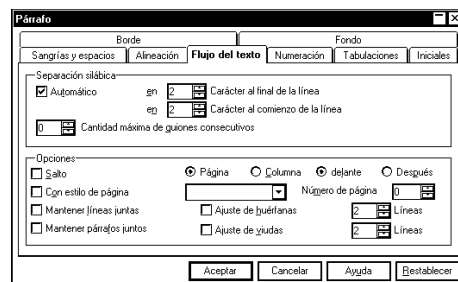 Párrafo
Borde Fondo
Sangrías y espacios Alineación Flujo del texto Numeración Tabulaciones Iniciales
Separación silábica
Automático en 2 Carácter al final de la línea
en 2 Carácter al comienzo de la línea
0 Cantidad máxima de guiones consecutivos
Opciones
Salto Página Columna delante Después
Con estilo de página Número de página 0
Mantener líneas juntas Ajuste de huérfanas 2 Líneas
Mantener párrafos juntos Ajuste de viudas 2 Líneas
Aceptar Cancelar Ayuda Restablecer